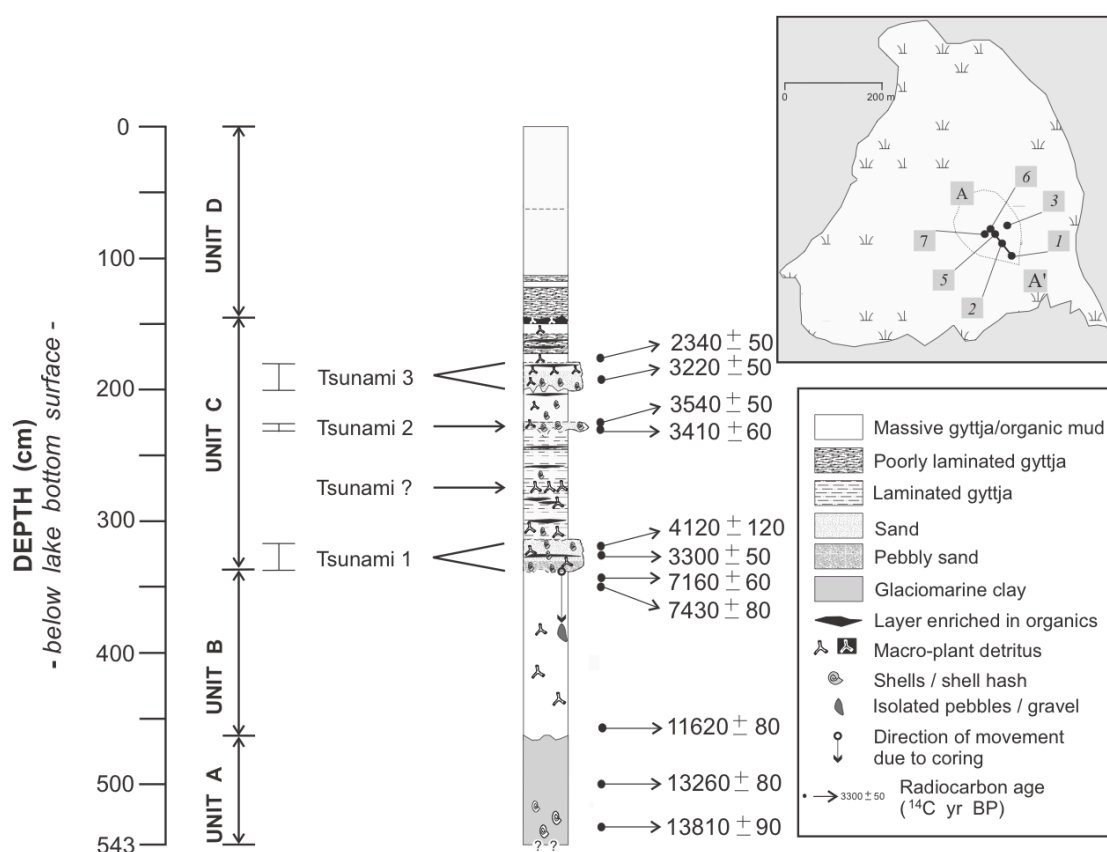 DEPTH (cm)
- below lake bottom surface -
0
100
200
300
400
500
543
UNIT D
UNIT C
UNIT B
UNIT A
Tsunami 3
Tsunami 2
Tsunami ?
Tsunami 1
2340 ± 50
3220 ± 50
3540 ± 50
3410 ± 60
4120 ± 120
3300 ± 50
7160 ± 60
7430 ± 80
11620 ± 80
13260 ± 80
13810 ± 90
? ?
0 200 m
A
6
3
7
1
5
2
A'
Massive gyttja/organic mud
Poorly laminated gyttja
Laminated gyttja
Sand
Pebbly sand
Glaciomarine clay
Layer enriched in organics
Macro-plant detritus
Shells / shell hash
Isolated pebbles / gravel
Direction of movement
due to coring
3300 ± 50 Radiocarbon age
(¹⁴C yr BP)